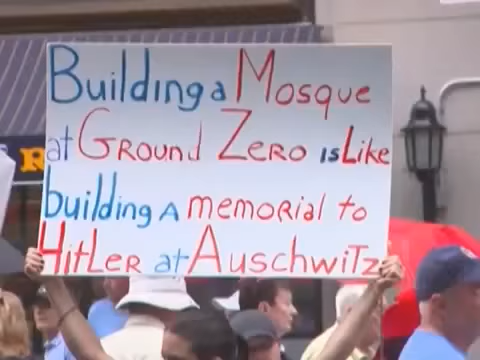 Building a Mosque
at Ground Zero is Like
building A memorial to
Hitler at Auschwitz